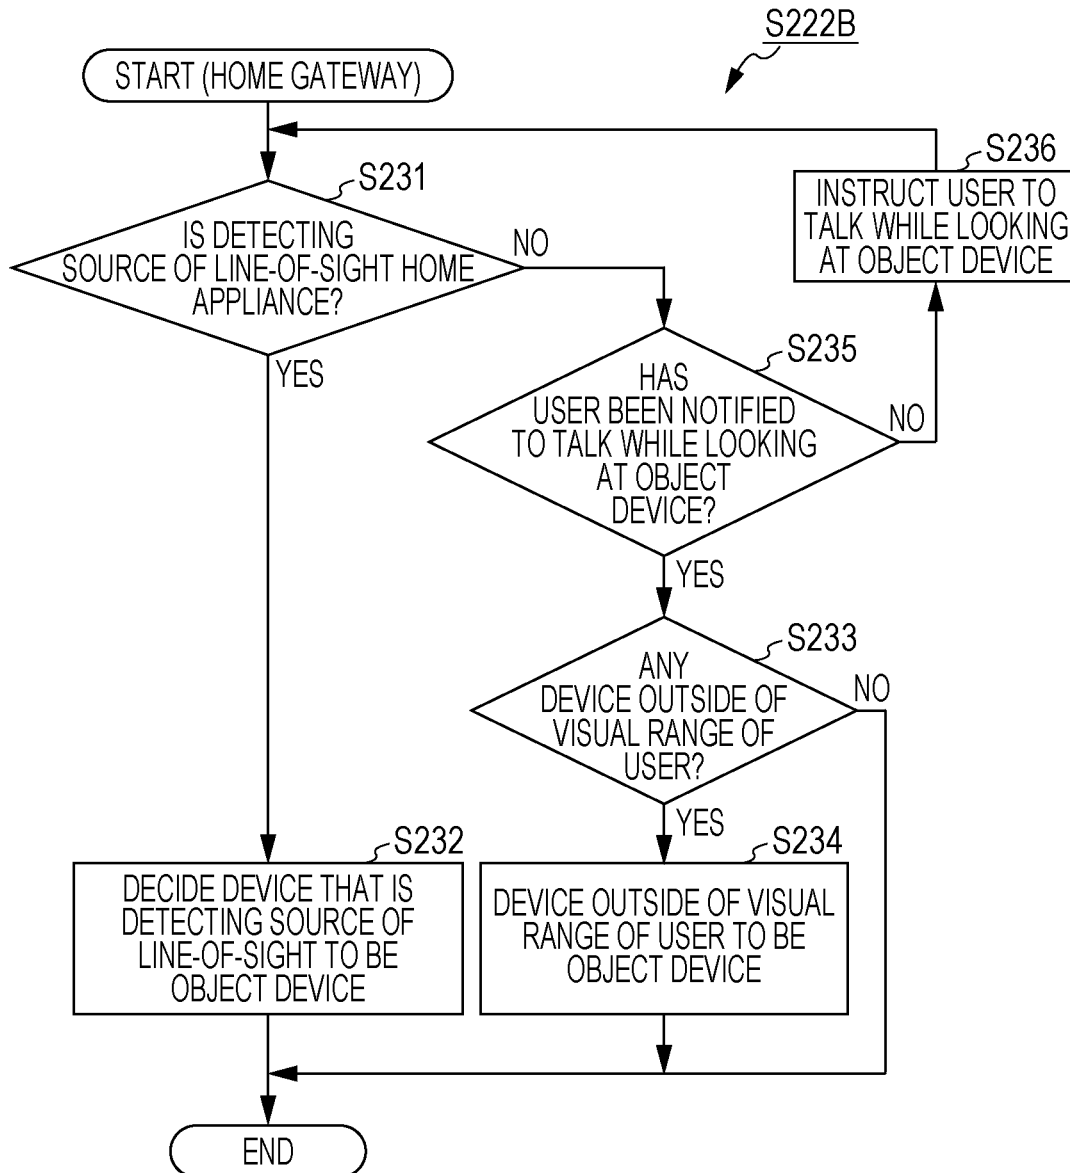 S222B
START (HOME GATEWAY)
S236
INSTRUCT USER TO
TALK WHILE LOOKING
AT OBJECT DEVICE
S231
IS DETECTING
SOURCE OF LINE-OF-SIGHT HOME
APPLIANCE?
NO
YES
S235
HAS
USER BEEN NOTIFIED
TO TALK WHILE LOOKING
AT OBJECT
DEVICE?
NO
YES
S233
ANY
DEVICE OUTSIDE OF
VISUAL RANGE OF
USER?
NO
YES
S232
DECIDE DEVICE THAT IS
DETECTING SOURCE OF
LINE-OF-SIGHT TO BE
OBJECT DEVICE
S234
DEVICE OUTSIDE OF VISUAL
RANGE OF USER TO BE
OBJECT DEVICE
END